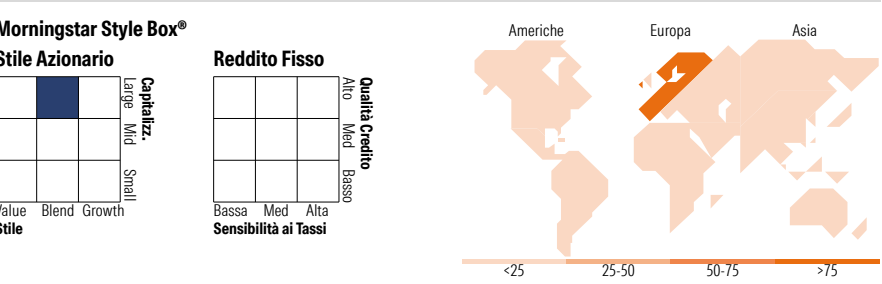 Morningstar Style Box®
Stile Azionario
Large
Mid
Small
Capitalizz.
Value Blend Growth
Stile
Reddito Fisso
Alto
Med
Basso
Qualità Credito
Bassa Med Alta
Sensibilità ai Tassi
Americhe Europa Asia
<25 25-50 50-75 >75